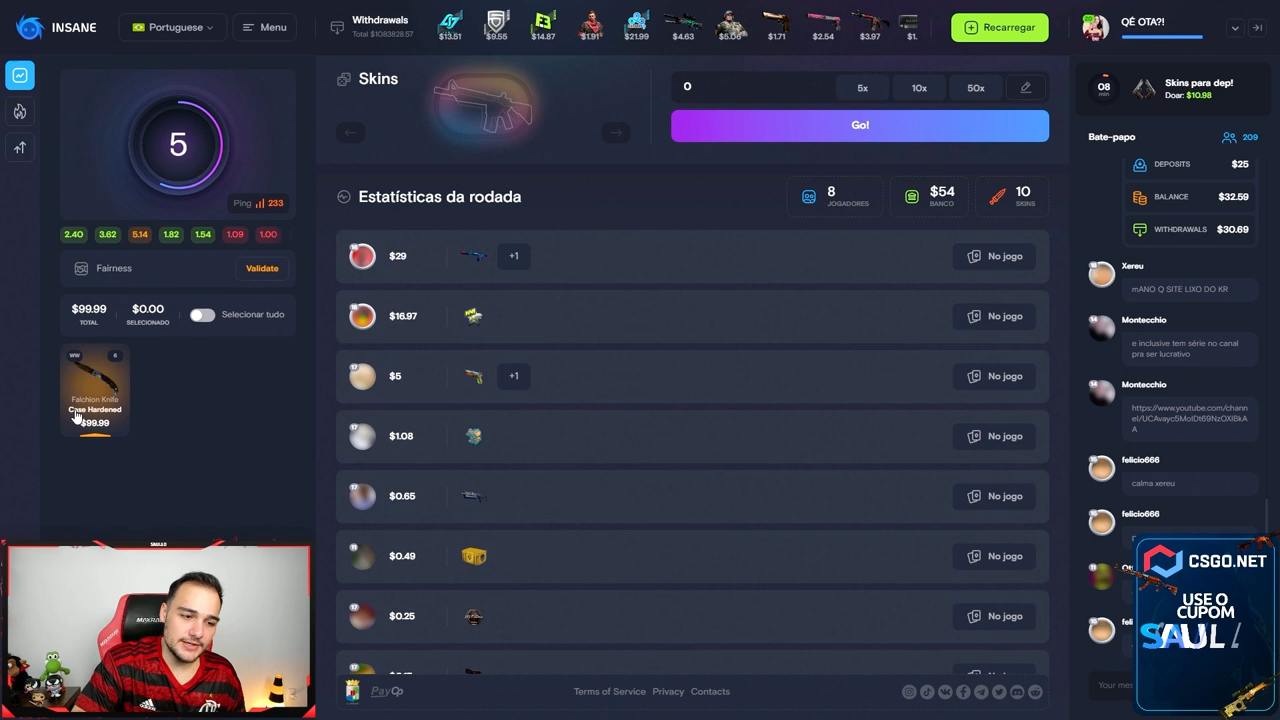 INSANE
Portuguese
Menu
Withdrawals
Total $1083828.57
$13.51
$9.55
$14.87
$1.91
$21.99
$4.63
$5.06
$1.71
$2.54
$3.97
$1.
Recarregar
QÉ OTA?!
5
Ping 233
2.40
3.62
5.14
1.82
1.54
1.09
1.00
Fairness
Validate
$99.99
TOTAL
$0.00
SELECIONADO
Selecionar tudo
WW
6
Falchion Knife
Case Hardened
$99.99
Skins
0
5x
10x
50x
Go!
Estatísticas da rodada
8
JOGADORES
$54
BANCO
10
SKINS
$29
+1
No jogo
$16.97
No jogo
$5
+1
No jogo
$1.08
No jogo
$0.65
No jogo
$0.49
No jogo
$0.25
No jogo
PayOp
Terms of Service
Privacy
Contacts
08
min
Skins para dep!
Doar: $10.98
Bate-papo
209
DEPOSITS
$25
BALANCE
$32.59
WITHDRAWALS
$30.69
Xereu
mANO Q SITE LIXO DO KR
Montecchio
e inclusive tem série no canal
pra ser lucrativo
Montecchio
felicio666
calma xereu
felicio666
Your mes
CSGO.NET
USE O
CUPOM
SAUL